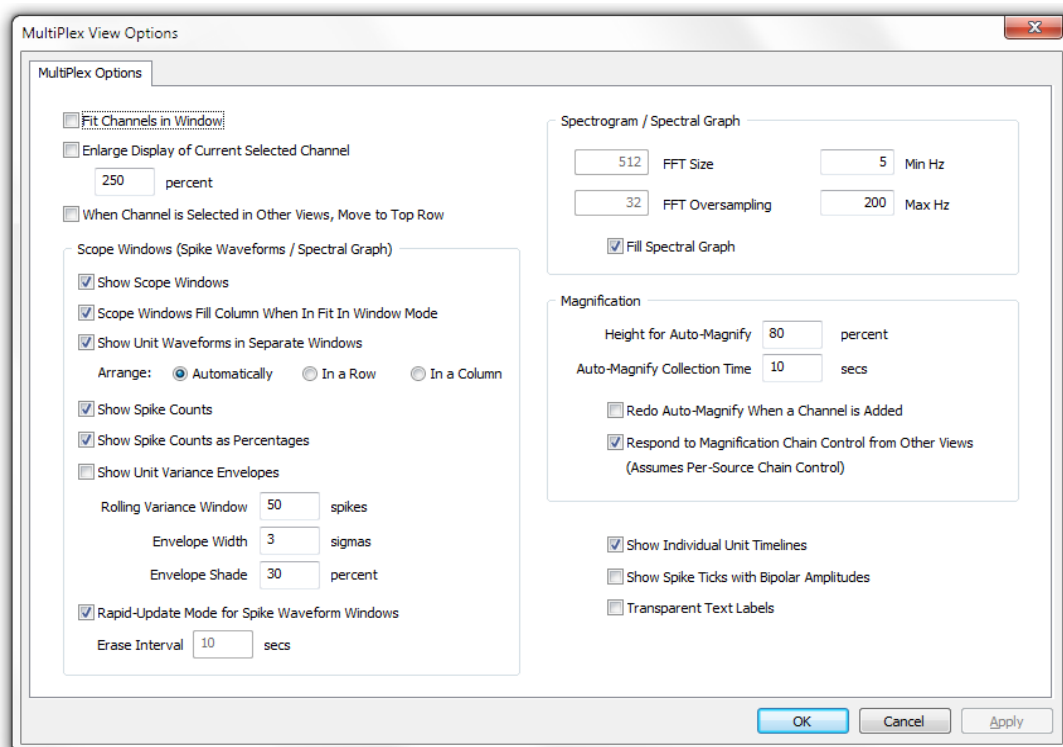 MultiPlex View Options
MultiPlex Options
Fit Channels in Window
Enlarge Display of Current Selected Channel
250 percent
When Channel is Selected in Other Views, Move to Top Row
Scope Windows (Spike Waveforms / Spectral Graph)
Show Scope Windows
Scope Windows Fill Column When In Fit In Window Mode
Show Unit Waveforms in Separate Windows
Arrange: Automatically In a Row In a Column
Show Spike Counts
Show Spike Counts as Percentages
Show Unit Variance Envelopes
Rolling Variance Window 50 spikes
Envelope Width 3 sigmas
Envelope Shade 30 percent
Rapid-Update Mode for Spike Waveform Windows
Erase Interval 10 secs
Spectrogram / Spectral Graph
512 FFT Size 5 Min Hz
32 FFT Oversampling 200 Max Hz
Fill Spectral Graph
Magnification
Height for Auto-Magnify 80 percent
Auto-Magnify Collection Time 10 secs
Redo Auto-Magnify When a Channel is Added
Respond to Magnification Chain Control from Other Views
(Assumes Per-Source Chain Control)
Show Individual Unit Timelines
Show Spike Ticks with Bipolar Amplitudes
Transparent Text Labels
OK Cancel Apply